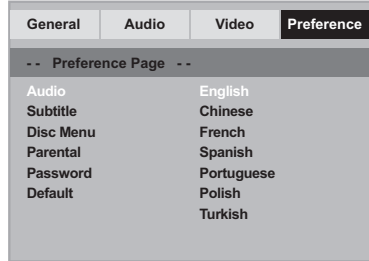 General Audio Video Preference
- - Preference Page - -
Audio English
Subtitle Chinese
Disc Menu French
Parental Spanish
Password Portuguese
Default Polish
Turkish